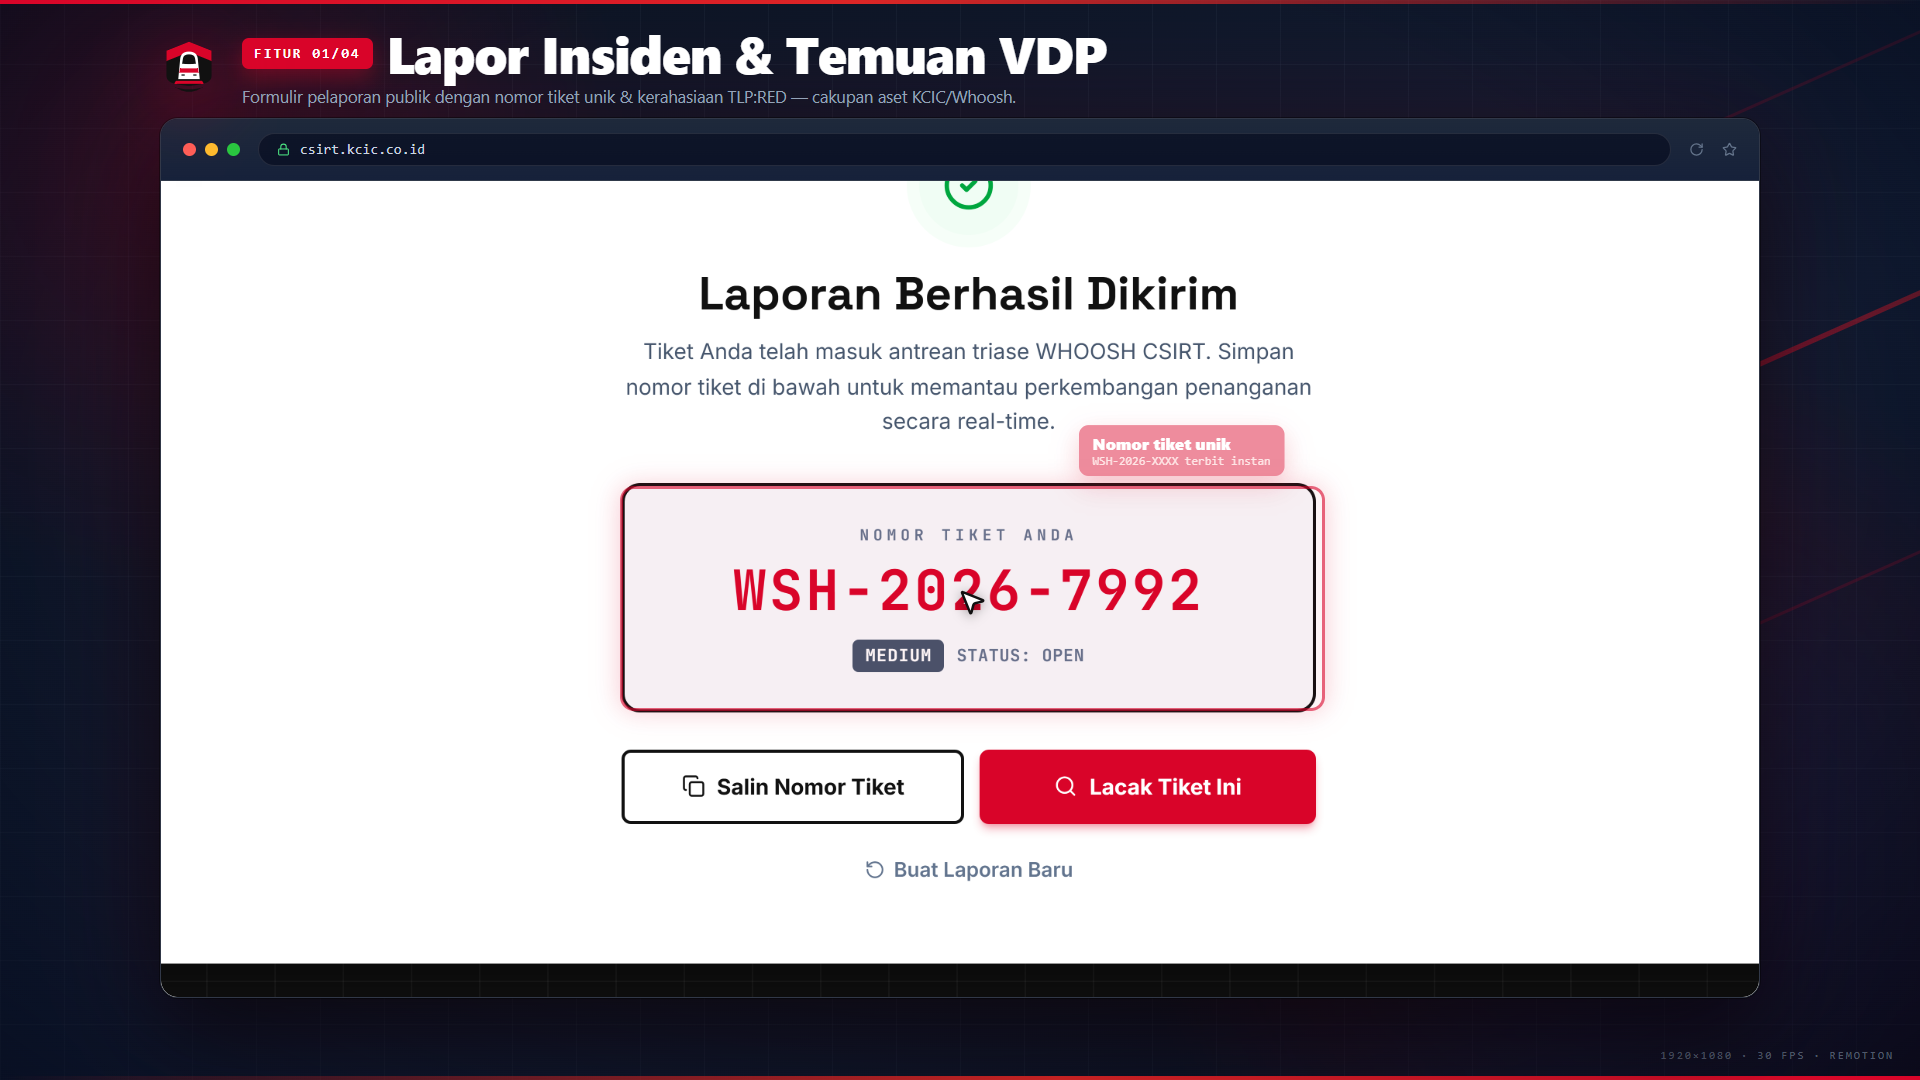 FITUR 01/04
Lapor Insiden & Temuan VDP
Formulir pelaporan publik dengan nomor tiket unik & kerahasiaan TLP:RED — cakupan aset KCIC/Whoosh.
csirt.kcic.co.id
Laporan Berhasil Dikirim
Tiket Anda telah masuk antrean triase WHOOSH CSIRT. Simpan
nomor tiket di bawah untuk memantau perkembangan penanganan
secara real-time.
Nomor tiket unik
WSH-2026-XXXX terbit instan
NOMOR TIKET ANDA
WSH-2026-7992
MEDIUM STATUS: OPEN
Salin Nomor Tiket
Lacak Tiket Ini
Buat Laporan Baru
1920×1080 · 30 FPS · REMOTION